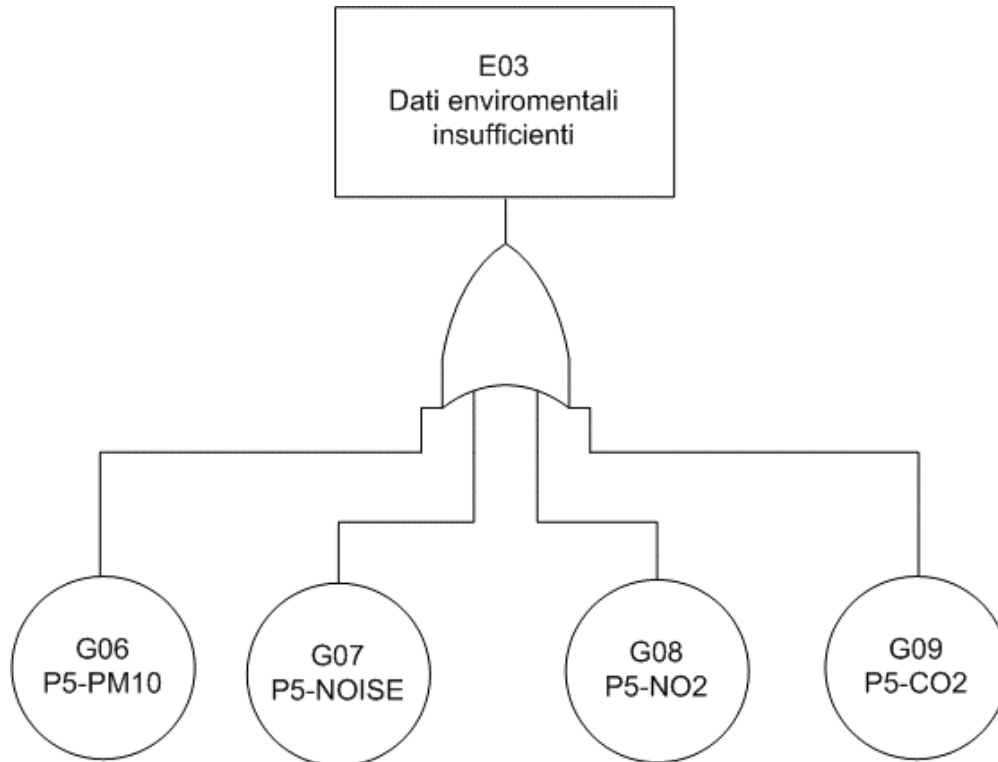 E03
Dati enviromentali
insufficienti
G06
P5-PM10
G07
P5-NOISE
G08
P5-NO2
G09
P5-CO2